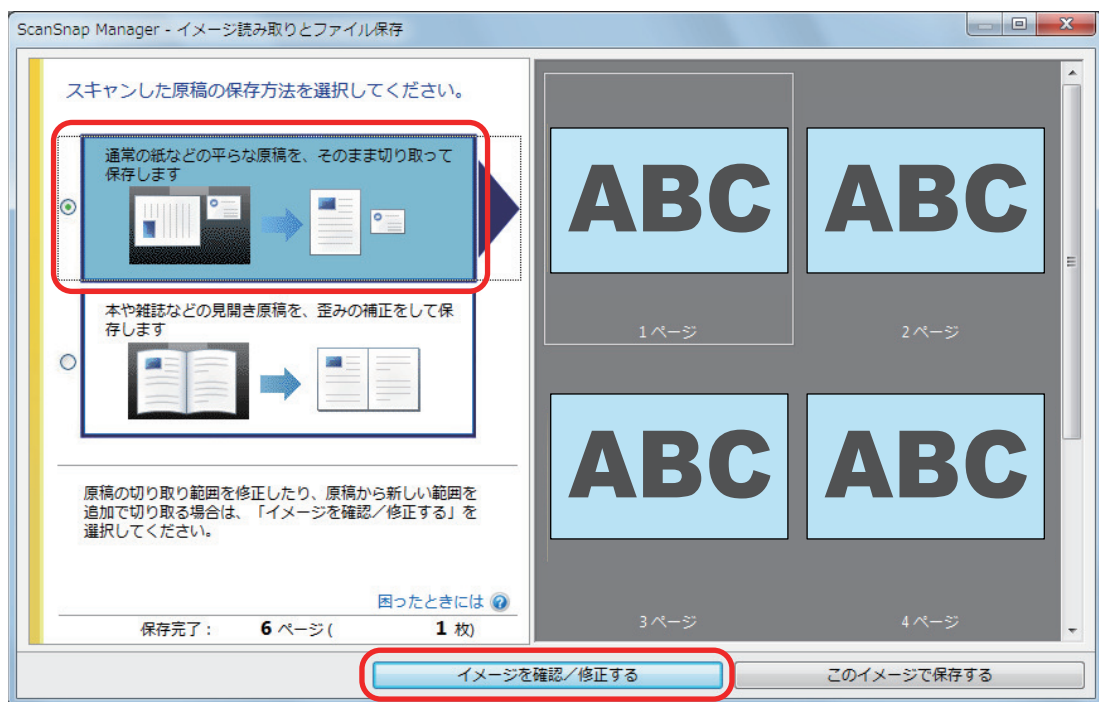 ScanSnap Manager - イメージ読み取りとファイル保存
スキャンした原稿の保存方法を選択してください。
通常の紙などの平らな原稿を、そのまま切り取って
保存します
本や雑誌などの見開き原稿を、歪みの補正をして保
存します
原稿の切り取り範囲を修正したり、原稿から新しい範囲を
追加で切り取る場合は、「イメージを確認／修正する」を
選択してください。
困ったときには ?
保存完了： 6 ページ ( 1 枚)
ABC
ABC
1 ページ
2 ページ
ABC
ABC
3 ページ
4 ページ
イメージを確認／修正する
このイメージで保存する